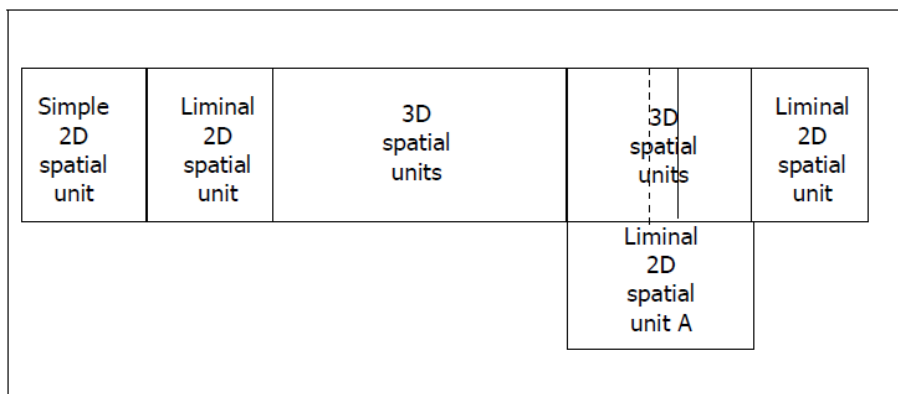 Simple
2D
spatial
unit
Liminal
2D
spatial
unit
3D
spatial
units
3D
spatial
units
Liminal
2D
spatial
unit
Liminal
2D
spatial
unit A